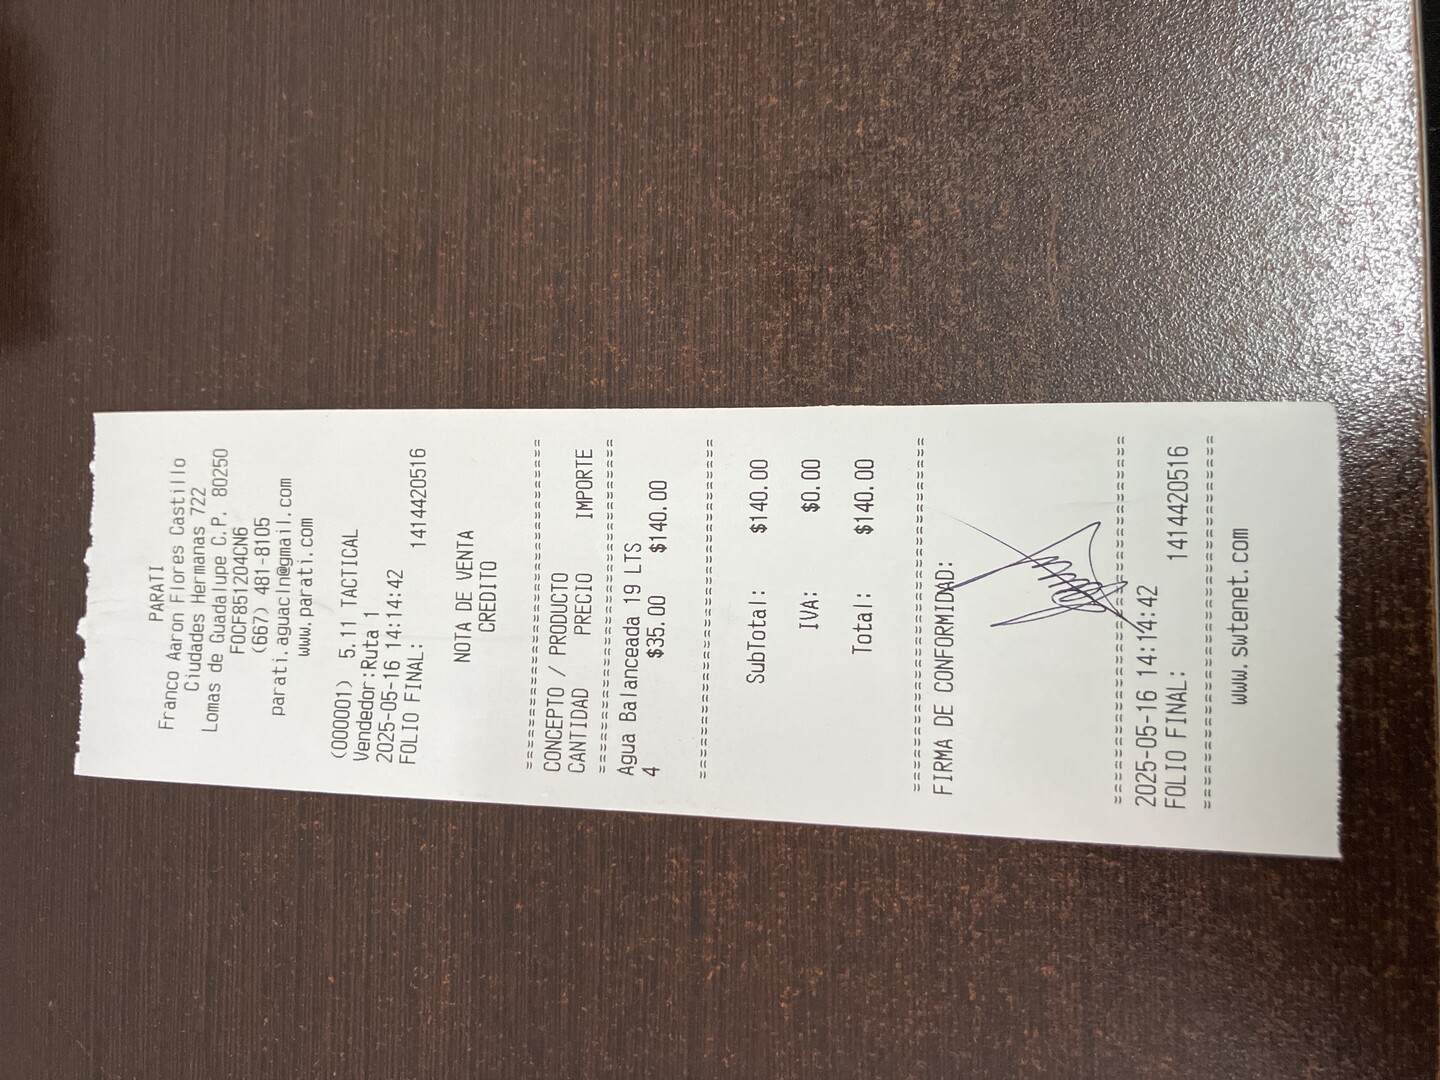 PARATI
Franco Aaron Flores Castillo
Ciudades Hermanas 722
Lomas de Guadalupe C.P. 80250
FOCF851204CN6
(667) 481-8105
parati.aguacln@gmail.com
www.parati.com
(000001) 5.11 TACTICAL
Vendedor:Ruta 1
2025-05-16 14:14:42
FOLIO FINAL: 1414420516
NOTA DE VENTA
CREDITO
===================================
CONCEPTO / PRODUCTO
CANTIDAD PRECIO IMPORTE
===================================
Agua Balanceada 19 LTS
4 $35.00 $140.00
===================================
SubTotal: $140.00
IVA: $0.00
Total: $140.00
===================================
FIRMA DE CONFORMIDAD:
===================================
2025-05-16 14:14:42
FOLIO FINAL: 1414420516
===================================
www.swtenet.com